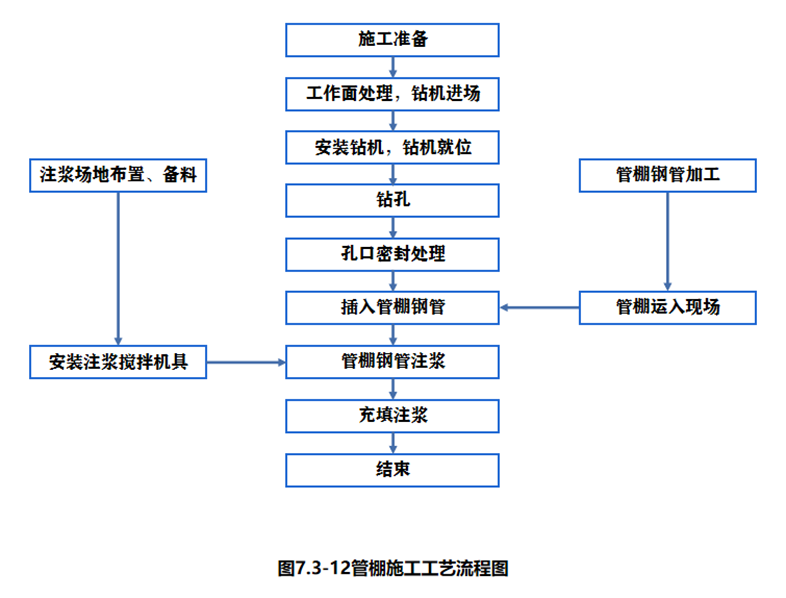 施工准备
工作面处理，钻机进场
安装钻机，钻机就位
注浆场地布置、备料
管棚钢管加工
钻孔
孔口密封处理
插入管棚钢管
管棚运入现场
安装注浆搅拌机具
管棚钢管注浆
充填注浆
结束
图7.3-12管棚施工工艺流程图